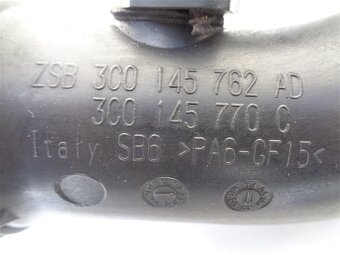 ZSB 3C0 145 762 AD
3C0 145 770 C
Italy SB6 >PA6-GF15<